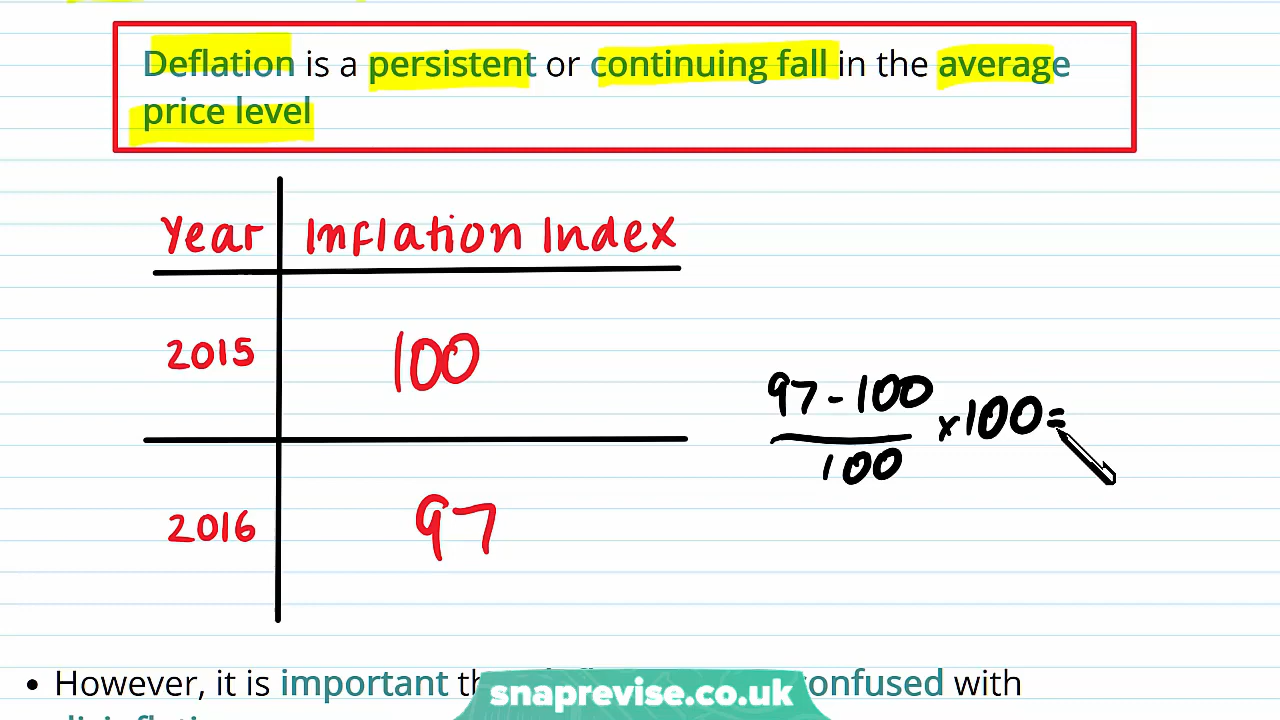 Deflation is a persistent or continuing fall in the average
price level
Year Inflation Index
2015 100
97 - 100
x100=
100
2016 97
• However, it is important th confused with
snaprevise.co.uk